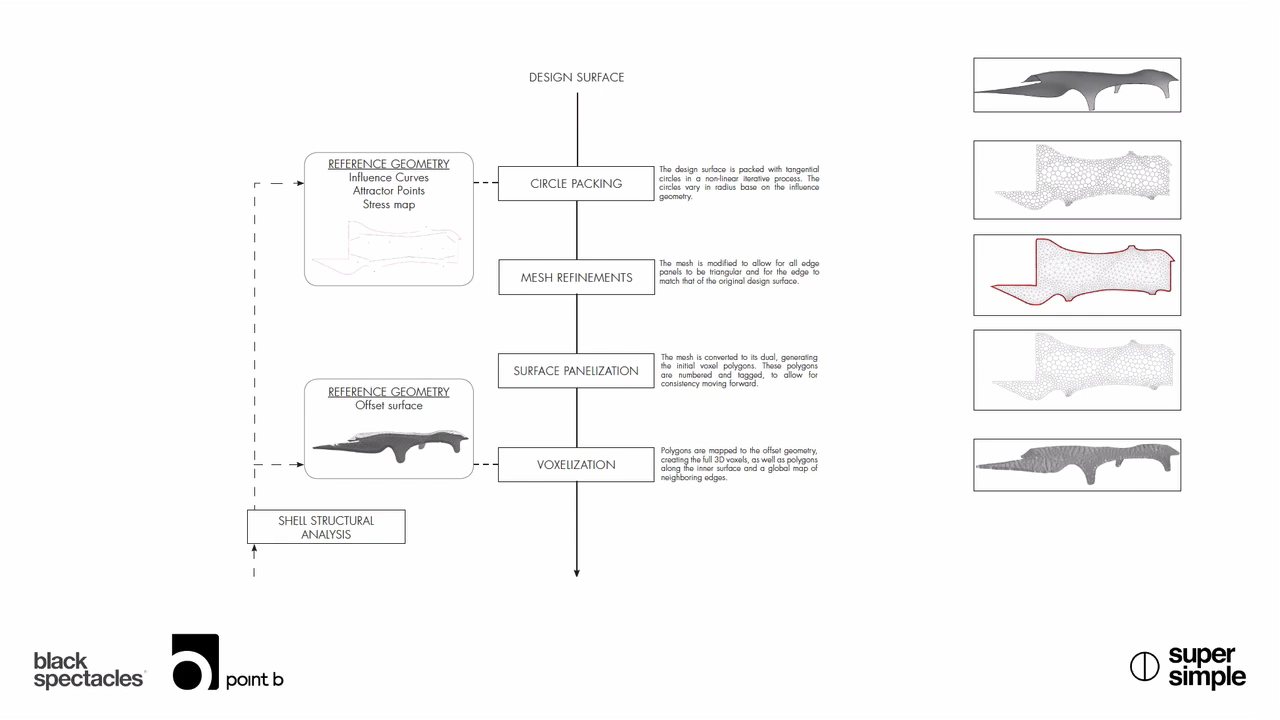 DESIGN SURFACE
REFERENCE GEOMETRY
Influence Curves
Attractor Points
Stress map
CIRCLE PACKING
The design surface is packed with tangential
circles in a non-linear iterative process. The
circles vary in radius base on the influence
geometry.
MESH REFINEMENTS
The mesh is modified to allow for all edge
panels to be triangular and for the edge to
match that of the original design surface.
SURFACE PANELIZATION
The mesh is converted to its dual, generating
the initial voxel polygons. These polygons
are numbered and tagged, to allow for
consistency moving forward.
REFERENCE GEOMETRY
Offset surface
VOXELIZATION
Polygons are mapped to the offset geometry,
creating the full 3D voxels, as well as polygons
along the inner surface and a global map of
neighboring edges.
SHELL STRUCTURAL
ANALYSIS
black
spectacles
point b
super
simple